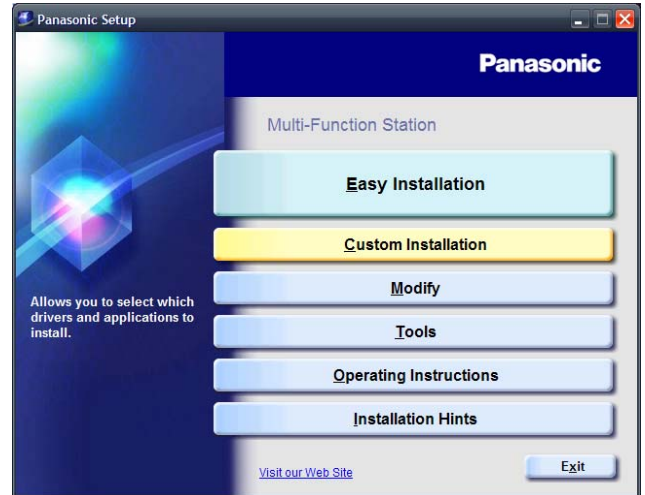 Panasonic Setup
Panasonic
Multi-Function Station
Easy Installation
Custom Installation
Modify
Tools
Operating Instructions
Installation Hints
Allows you to select which
drivers and applications to
install.
Visit our Web Site
Exit